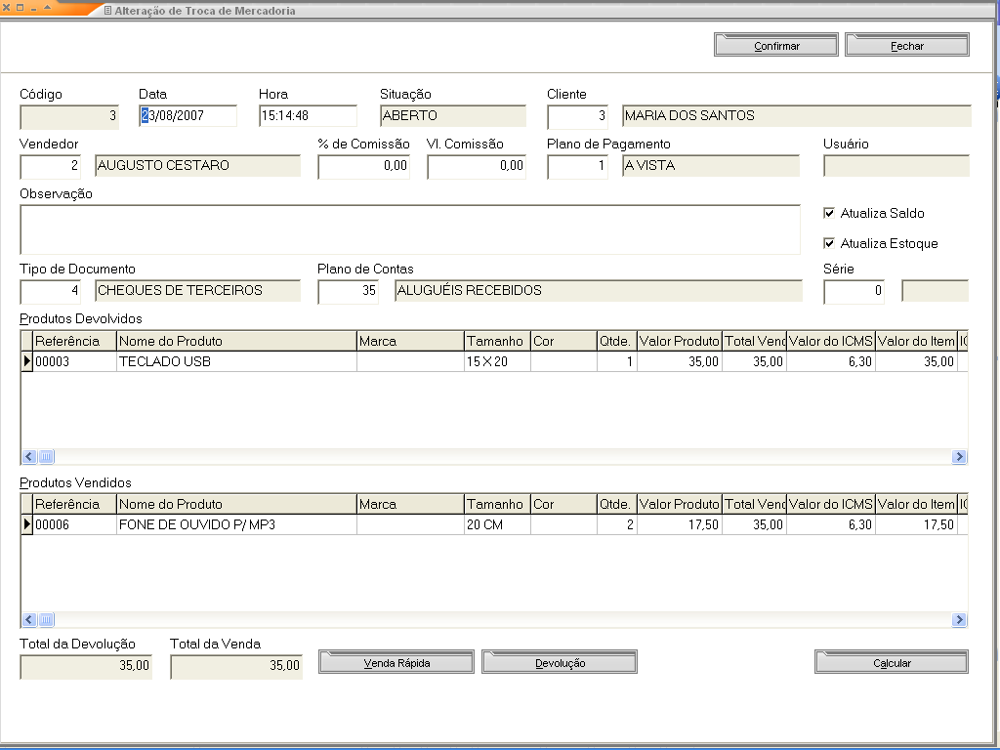 Alteração de Troca de Mercadoria
Confirmar Fechar
Código Data Hora Situação Cliente
3 23/08/2007 15:14:48 ABERTO 3 MARIA DOS SANTOS
Vendedor % de Comissão Vl. Comissão Plano de Pagamento Usuário
2 AUGUSTO CESTARO 0,00 0,00 1 A VISTA
Observação
Atualiza Saldo
Atualiza Estoque
Tipo de Documento Plano de Contas Série
4 CHEQUES DE TERCEIROS 35 ALUGUÉIS RECEBIDOS 0
Produtos Devolvidos
Referência Nome do Produto Marca Tamanho Cor Qtde. Valor Produto Total Venc Valor do ICMS Valor do Item IC
00003 TECLADO USB 15 X 20 1 35,00 35,00 6,30 35,00
Produtos Vendidos
Referência Nome do Produto Marca Tamanho Cor Qtde. Valor Produto Total Venc Valor do ICMS Valor do Item IC
00006 FONE DE OUVIDO P/ MP3 20 CM 2 17,50 35,00 6,30 17,50
Total da Devolução Total da Venda
35,00 35,00 Venda Rápida Devolução Calcular